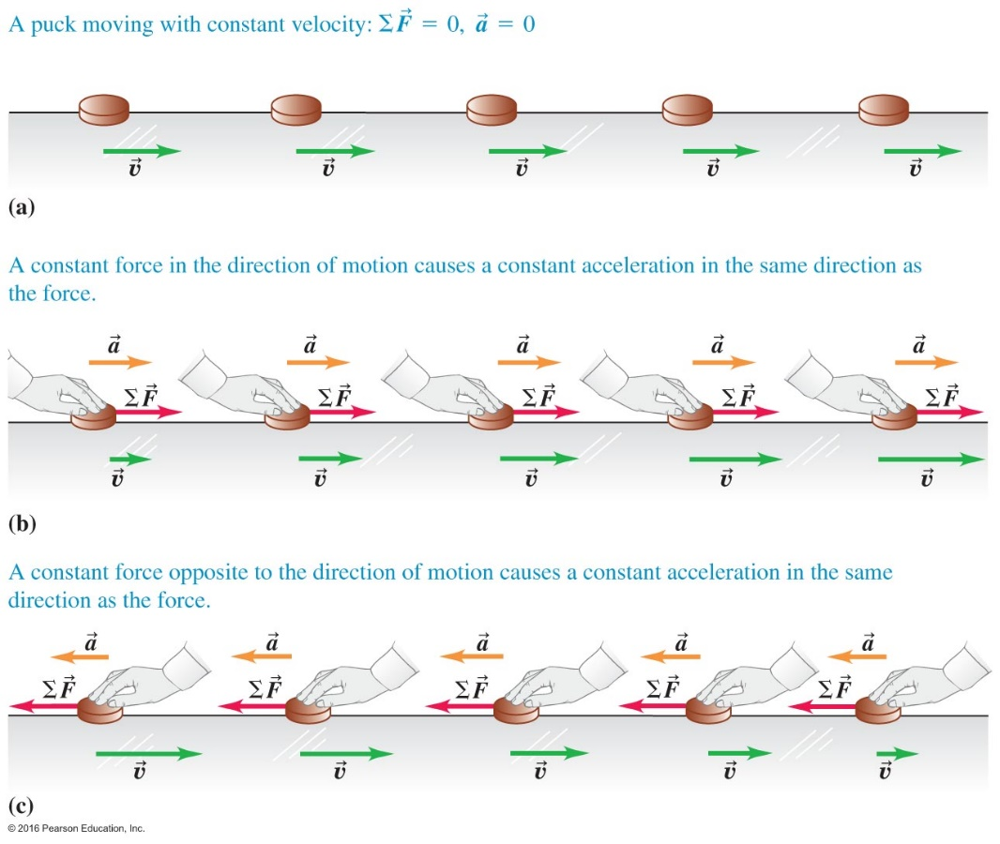 A puck moving with constant velocity: ΣF⃗ = 0, a⃗ = 0
v⃗ v⃗ v⃗ v⃗ v⃗
(a)
A constant force in the direction of motion causes a constant acceleration in the same direction as
the force.
a⃗ a⃗ a⃗ a⃗ a⃗
ΣF⃗ ΣF⃗ ΣF⃗ ΣF⃗ ΣF⃗
v⃗ v⃗ v⃗ v⃗ v⃗
(b)
A constant force opposite to the direction of motion causes a constant acceleration in the same
direction as the force.
a⃗ a⃗ a⃗ a⃗ a⃗
ΣF⃗ ΣF⃗ ΣF⃗ ΣF⃗ ΣF⃗
v⃗ v⃗ v⃗ v⃗ v⃗
(c)
© 2016 Pearson Education, Inc.